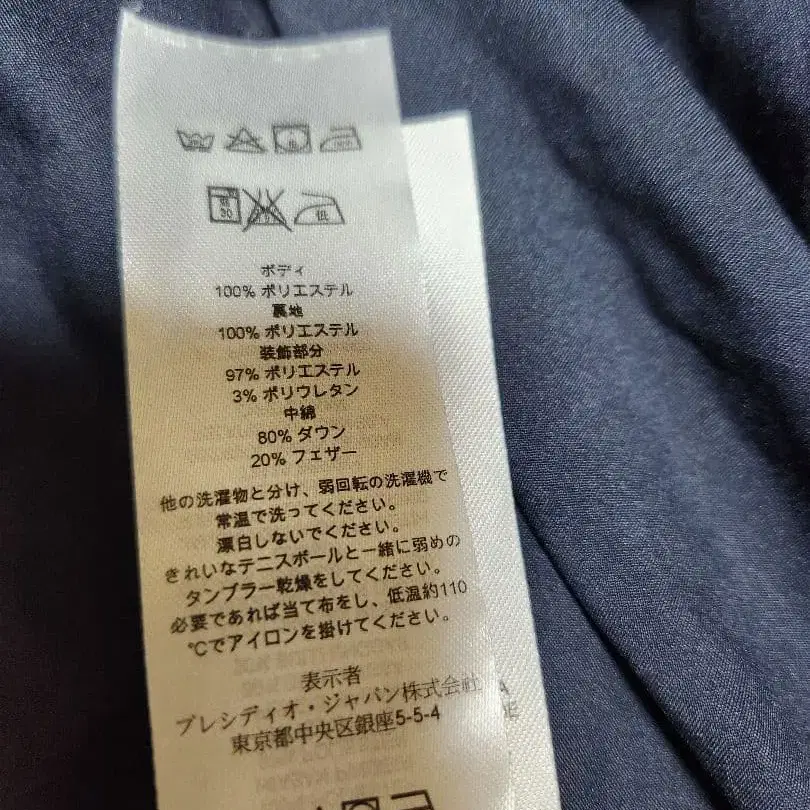 弱
30
低
ボディ
100% ポリエステル
裏地
100% ポリエステル
装飾部分
97% ポリエステル
3% ポリウレタン
中綿
80% ダウン
20% フェザー
他の洗濯物と分け、弱回転の洗濯機で
常温で洗ってください。
漂白しないでください。
きれいなテニスボールと一緒に弱めの
タンブラー乾燥をしてください。
必要であれば当て布をし、低温約110
℃でアイロンを掛けてください。
表示者
プレシディオ・ジャパン株式会社
東京都中央区銀座5-5-4